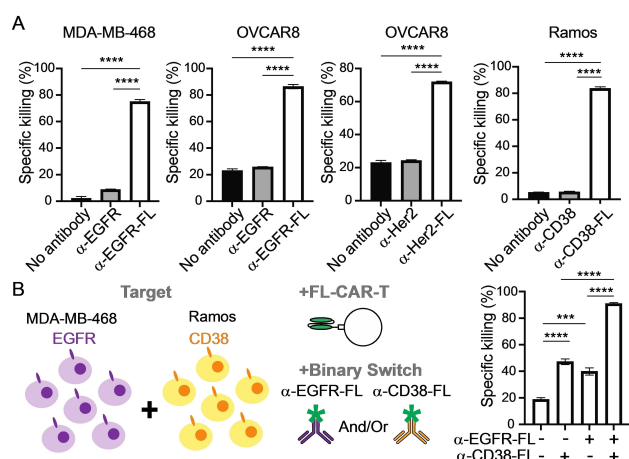 A
MDA-MB-468
OVCAR8
OVCAR8
Ramos
Specific killing (%)
100
80
60
40
20
0
****
****
No antibody
α-EGFR
α-EGFR-FL
Specific killing (%)
100
80
60
40
20
0
****
****
No antibody
α-EGFR
α-EGFR-FL
Specific killing (%)
80
60
40
20
0
****
****
No antibody
α-Her2
α-Her2-FL
Specific killing (%)
100
80
60
40
20
0
****
****
No antibody
α-CD38
α-CD38-FL
B
Target
MDA-MB-468
EGFR
+
Ramos
CD38
+FL-CAR-T
+Binary Switch
α-EGFR-FL α-CD38-FL
And/Or
Specific killing (%)
100
80
60
40
20
0
****
***
****
****
α-EGFR-FL - - + +
α-CD38-FL - + - +